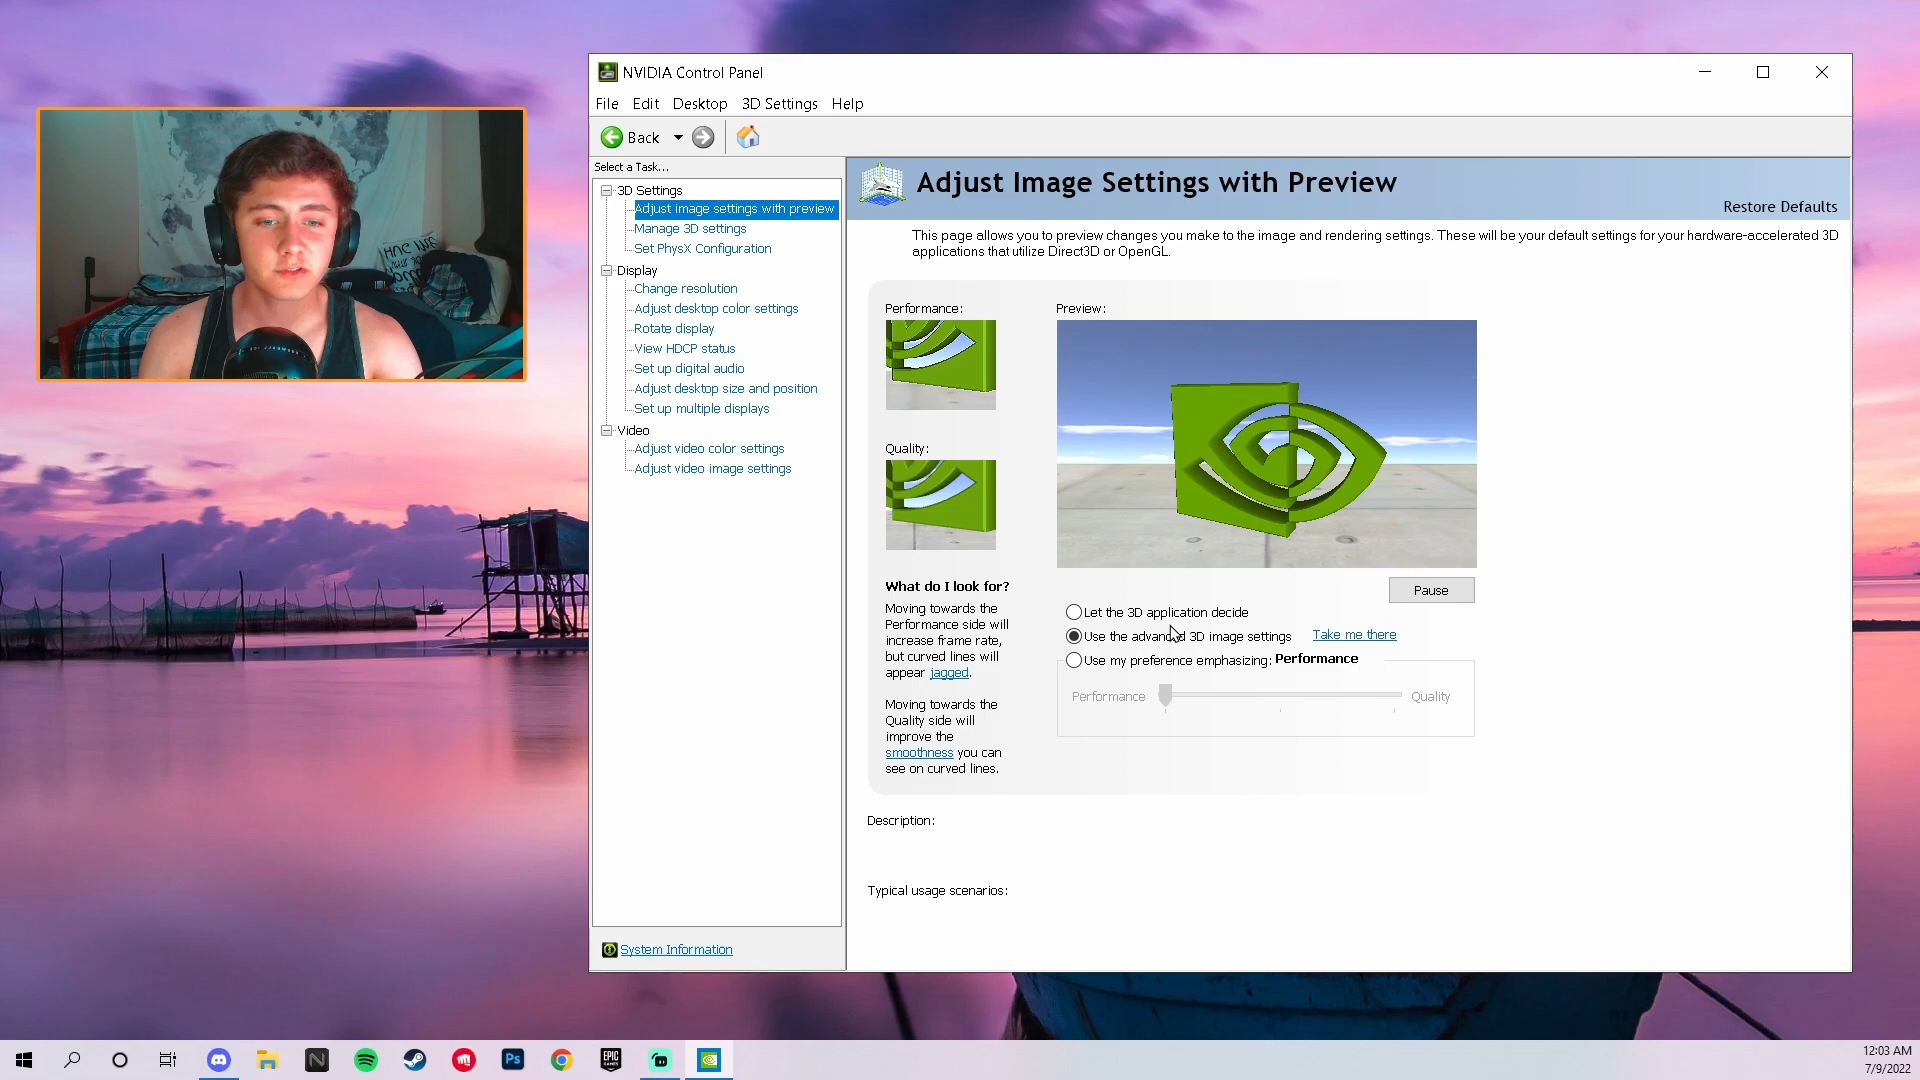 NVIDIA Control Panel
File Edit Desktop 3D Settings Help
Back
Select a Task...
3D Settings
Adjust image settings with preview
Manage 3D settings
Set PhysX Configuration
Display
Change resolution
Adjust desktop color settings
Rotate display
View HDCP status
Set up digital audio
Adjust desktop size and position
Set up multiple displays
Video
Adjust video color settings
Adjust video image settings
System Information
Adjust Image Settings with Preview
Restore Defaults
This page allows you to preview changes you make to the image and rendering settings. These will be your default settings for your hardware-accelerated 3D
applications that utilize Direct3D or OpenGL.
Performance:
Quality:
What do I look for?
Moving towards the
Performance side will
increase frame rate,
but curved lines will
appear jagged.
Moving towards the
Quality side will
improve the
smoothness you can
see on curved lines.
Preview:
Pause
Let the 3D application decide
Use the advanced 3D image settings Take me there
Use my preference emphasizing: Performance
Performance Quality
Description:
Typical usage scenarios:
HUG ME
N
Ps
EPIC
GAMES
12:03 AM
7/9/2022